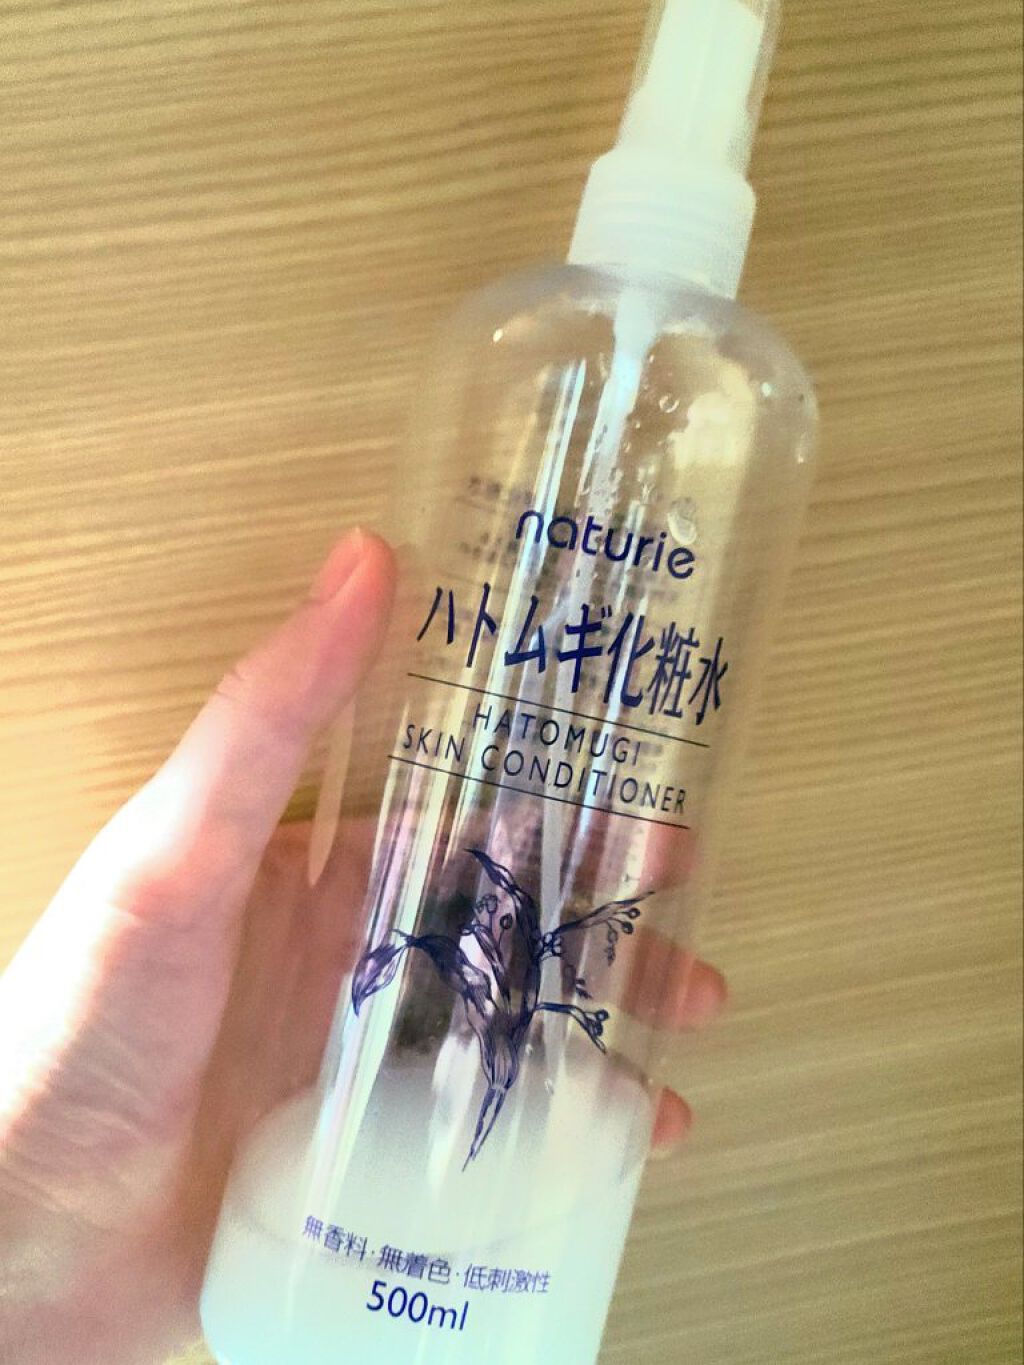 naturie
ハトムギ化粧水
HATOMUGI
SKIN CONDITIONER
無香料・無着色・低刺激性
500ml